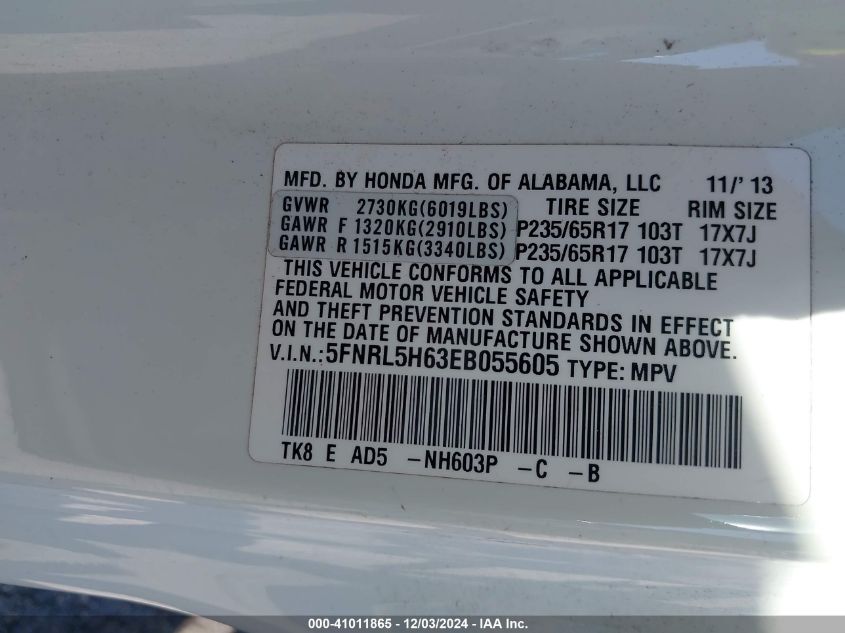 MFD. BY HONDA MFG. OF ALABAMA, LLC 11/' 13
GVWR 2730KG(6019LBS) TIRE SIZE RIM SIZE
GAWR F 1320KG(2910LBS) P235/65R17 103T 17X7J
GAWR R 1515KG(3340LBS) P235/65R17 103T 17X7J
THIS VEHICLE CONFORMS TO ALL APPLICABLE
FEDERAL MOTOR VEHICLE SAFETY
AND THEFT PREVENTION STANDARDS IN EFFECT
ON THE DATE OF MANUFACTURE SHOWN ABOVE.
V.I.N.:5FNRL5H63EB055605 TYPE: MPV
TK8 E AD5 -NH603P -C -B
000-41011865 - 12/03/2024 - IAA Inc.